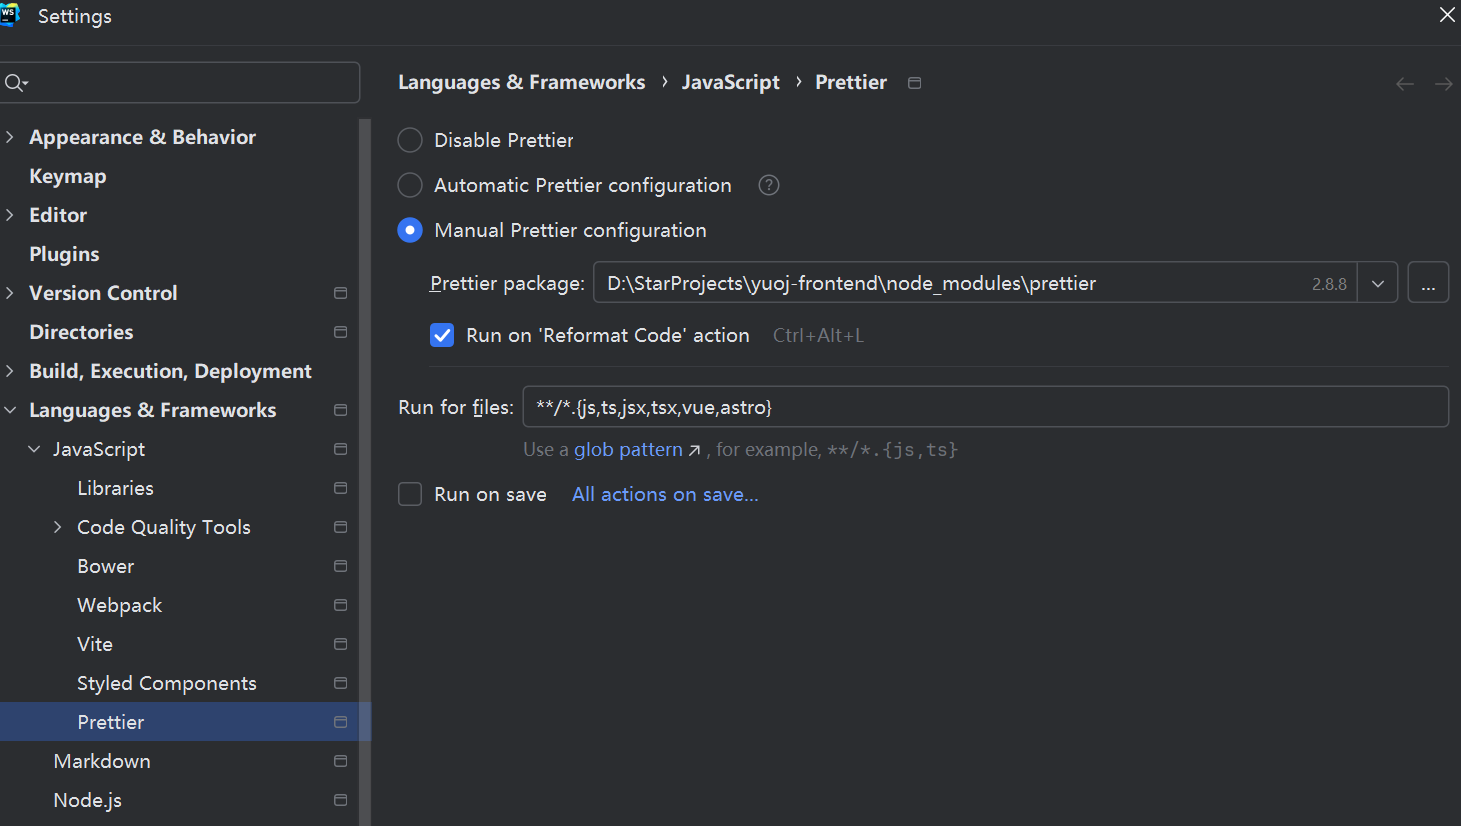 WS
Settings
Appearance & Behavior
Keymap
Editor
Plugins
Version Control
Directories
Build, Execution, Deployment
Languages & Frameworks
JavaScript
Libraries
Code Quality Tools
Bower
Webpack
Vite
Styled Components
Prettier
Markdown
Node.js
Languages & Frameworks › JavaScript › Prettier
Disable Prettier
Automatic Prettier configuration ?
Manual Prettier configuration
Prettier package: D:\StarProjects\yuoj-frontend\node_modules\prettier 2.8.8 ...
Run on 'Reformat Code' action Ctrl+Alt+L
Run for files: **/*.{js,ts,jsx,tsx,vue,astro}
Use a glob pattern ↗ , for example, **/*.{js,ts}
Run on save All actions on save...